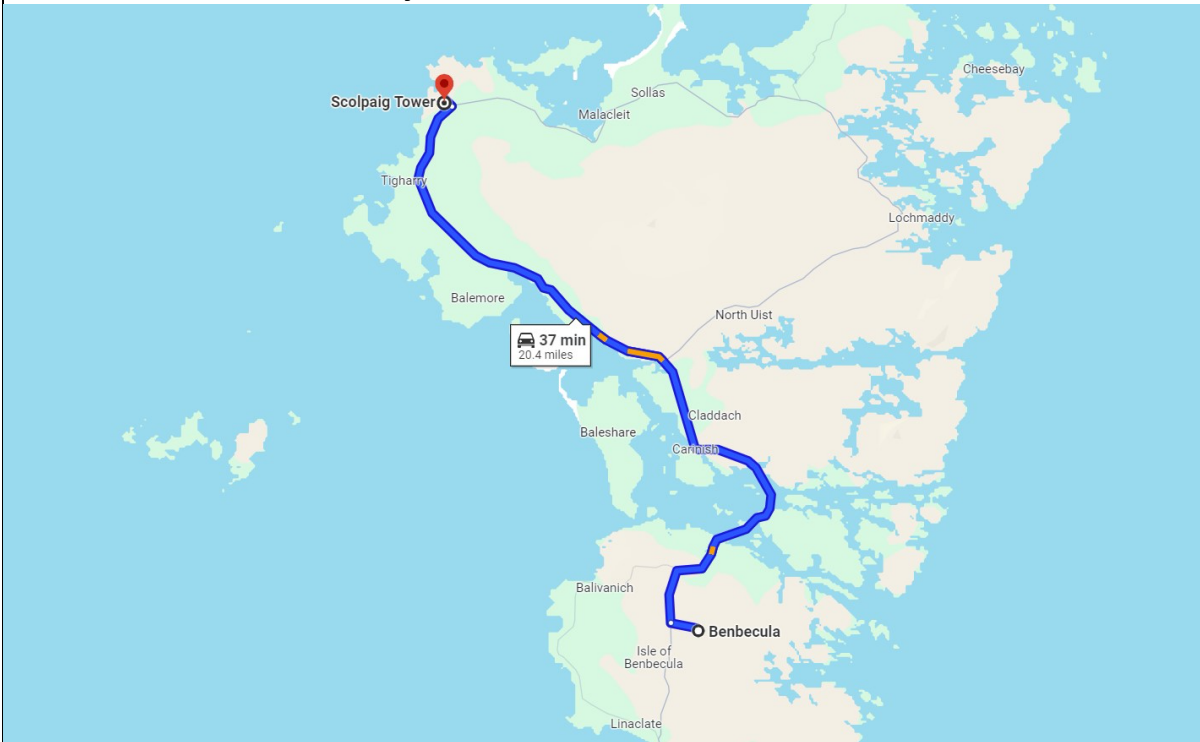 Cheesebay
Sollas
Scolpaig Tower
Malacleit
Tigharry
Lochmaddy
Balemore
North Uist
37 min
20.4 miles
Claddach
Baleshare
Carinish
Balivanich
Benbecula
Isle of
Benbecula
Linaclate